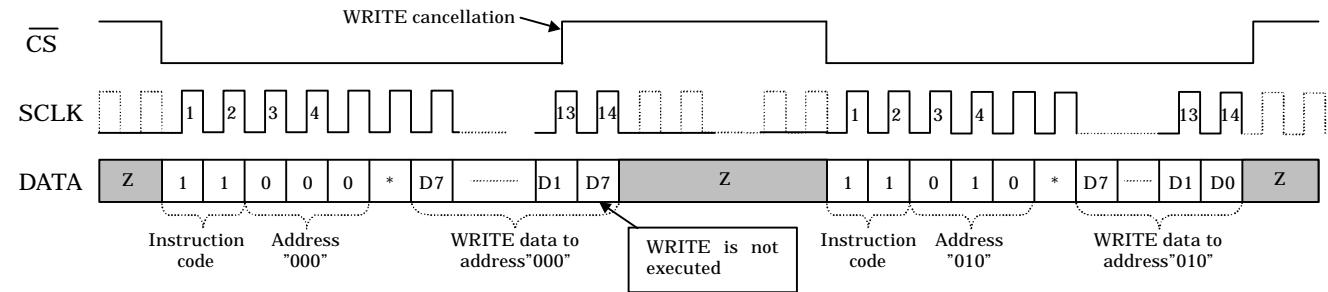 WRITE cancellation
CS
SCLK 1 2 3 4 13 14 1 2 3 4 13 14
DATA Z 1 1 0 0 0 * D7 D1 D7 Z 1 1 0 1 0 * D7 D1 D0 Z
Instruction
code
Address
"000"
WRITE data to
address"000"
WRITE is not
executed
Instruction
code
Address
"010"
WRITE data to
address"010"